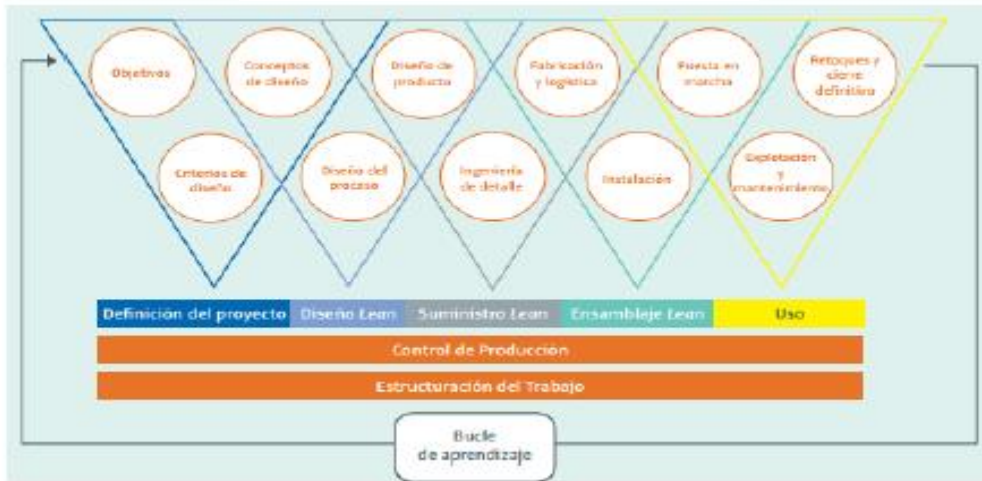 Objetivos
Conceptos
de diseño
Diseño de
producto
Fabricación
y logística
Puesta en
marcha
Retoques y
cierre
definitivo
Criterios de
diseño
Diseño del
proceso
Ingeniería
de detalle
Instalación
Explotación
y
mantenimiento
Definición del proyecto
Diseño Lean
Suministro Lean
Ensamblaje Lean
Uso
Control de Producción
Estructuración del Trabajo
Bucle
de aprendizaje